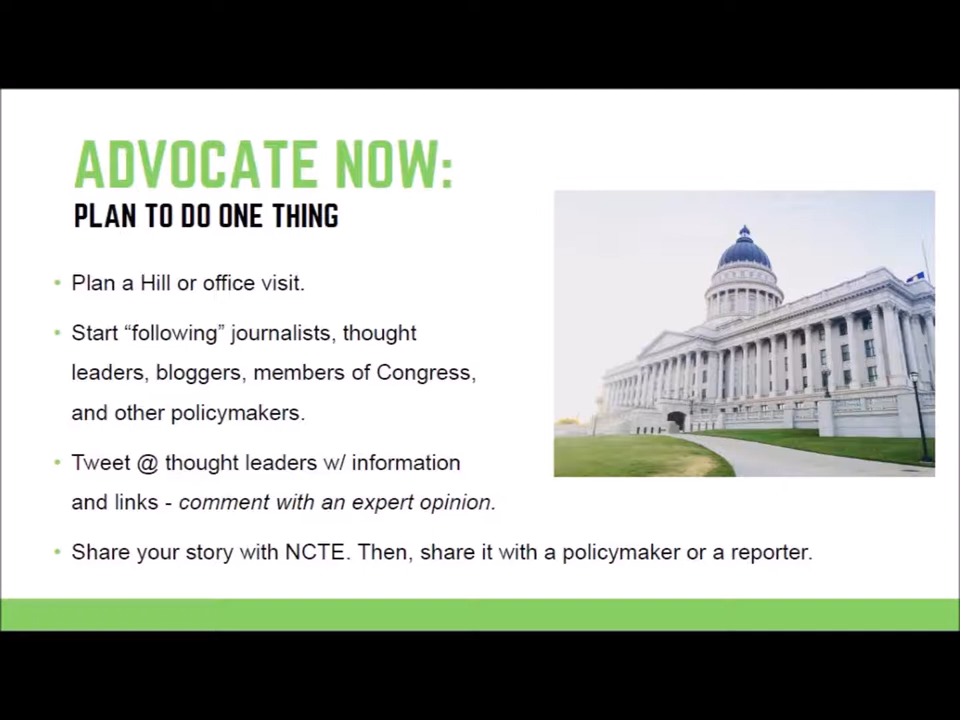 ADVOCATE NOW:
PLAN TO DO ONE THING
• Plan a Hill or office visit.
• Start “following” journalists, thought
leaders, bloggers, members of Congress,
and other policymakers.
• Tweet @ thought leaders w/ information
and links - comment with an expert opinion.
• Share your story with NCTE. Then, share it with a policymaker or a reporter.